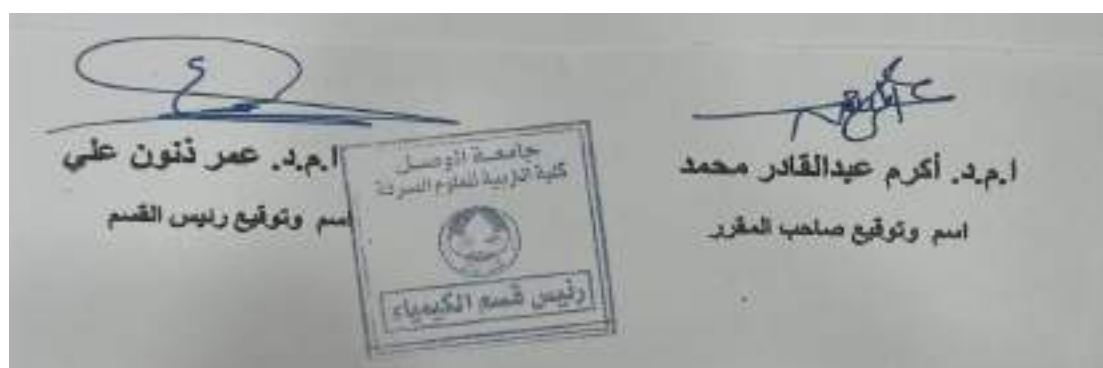 ا.م.د. أكرم عبدالقادر محمد
اسم وتوقيع صاحب المقرر
ا.م.د. عمر ذنون علي
اسم وتوقيع رئيس القسم
جامعة الموصل
كلية التربية للعلوم الصرفة
رئيس قسم الكيمياء